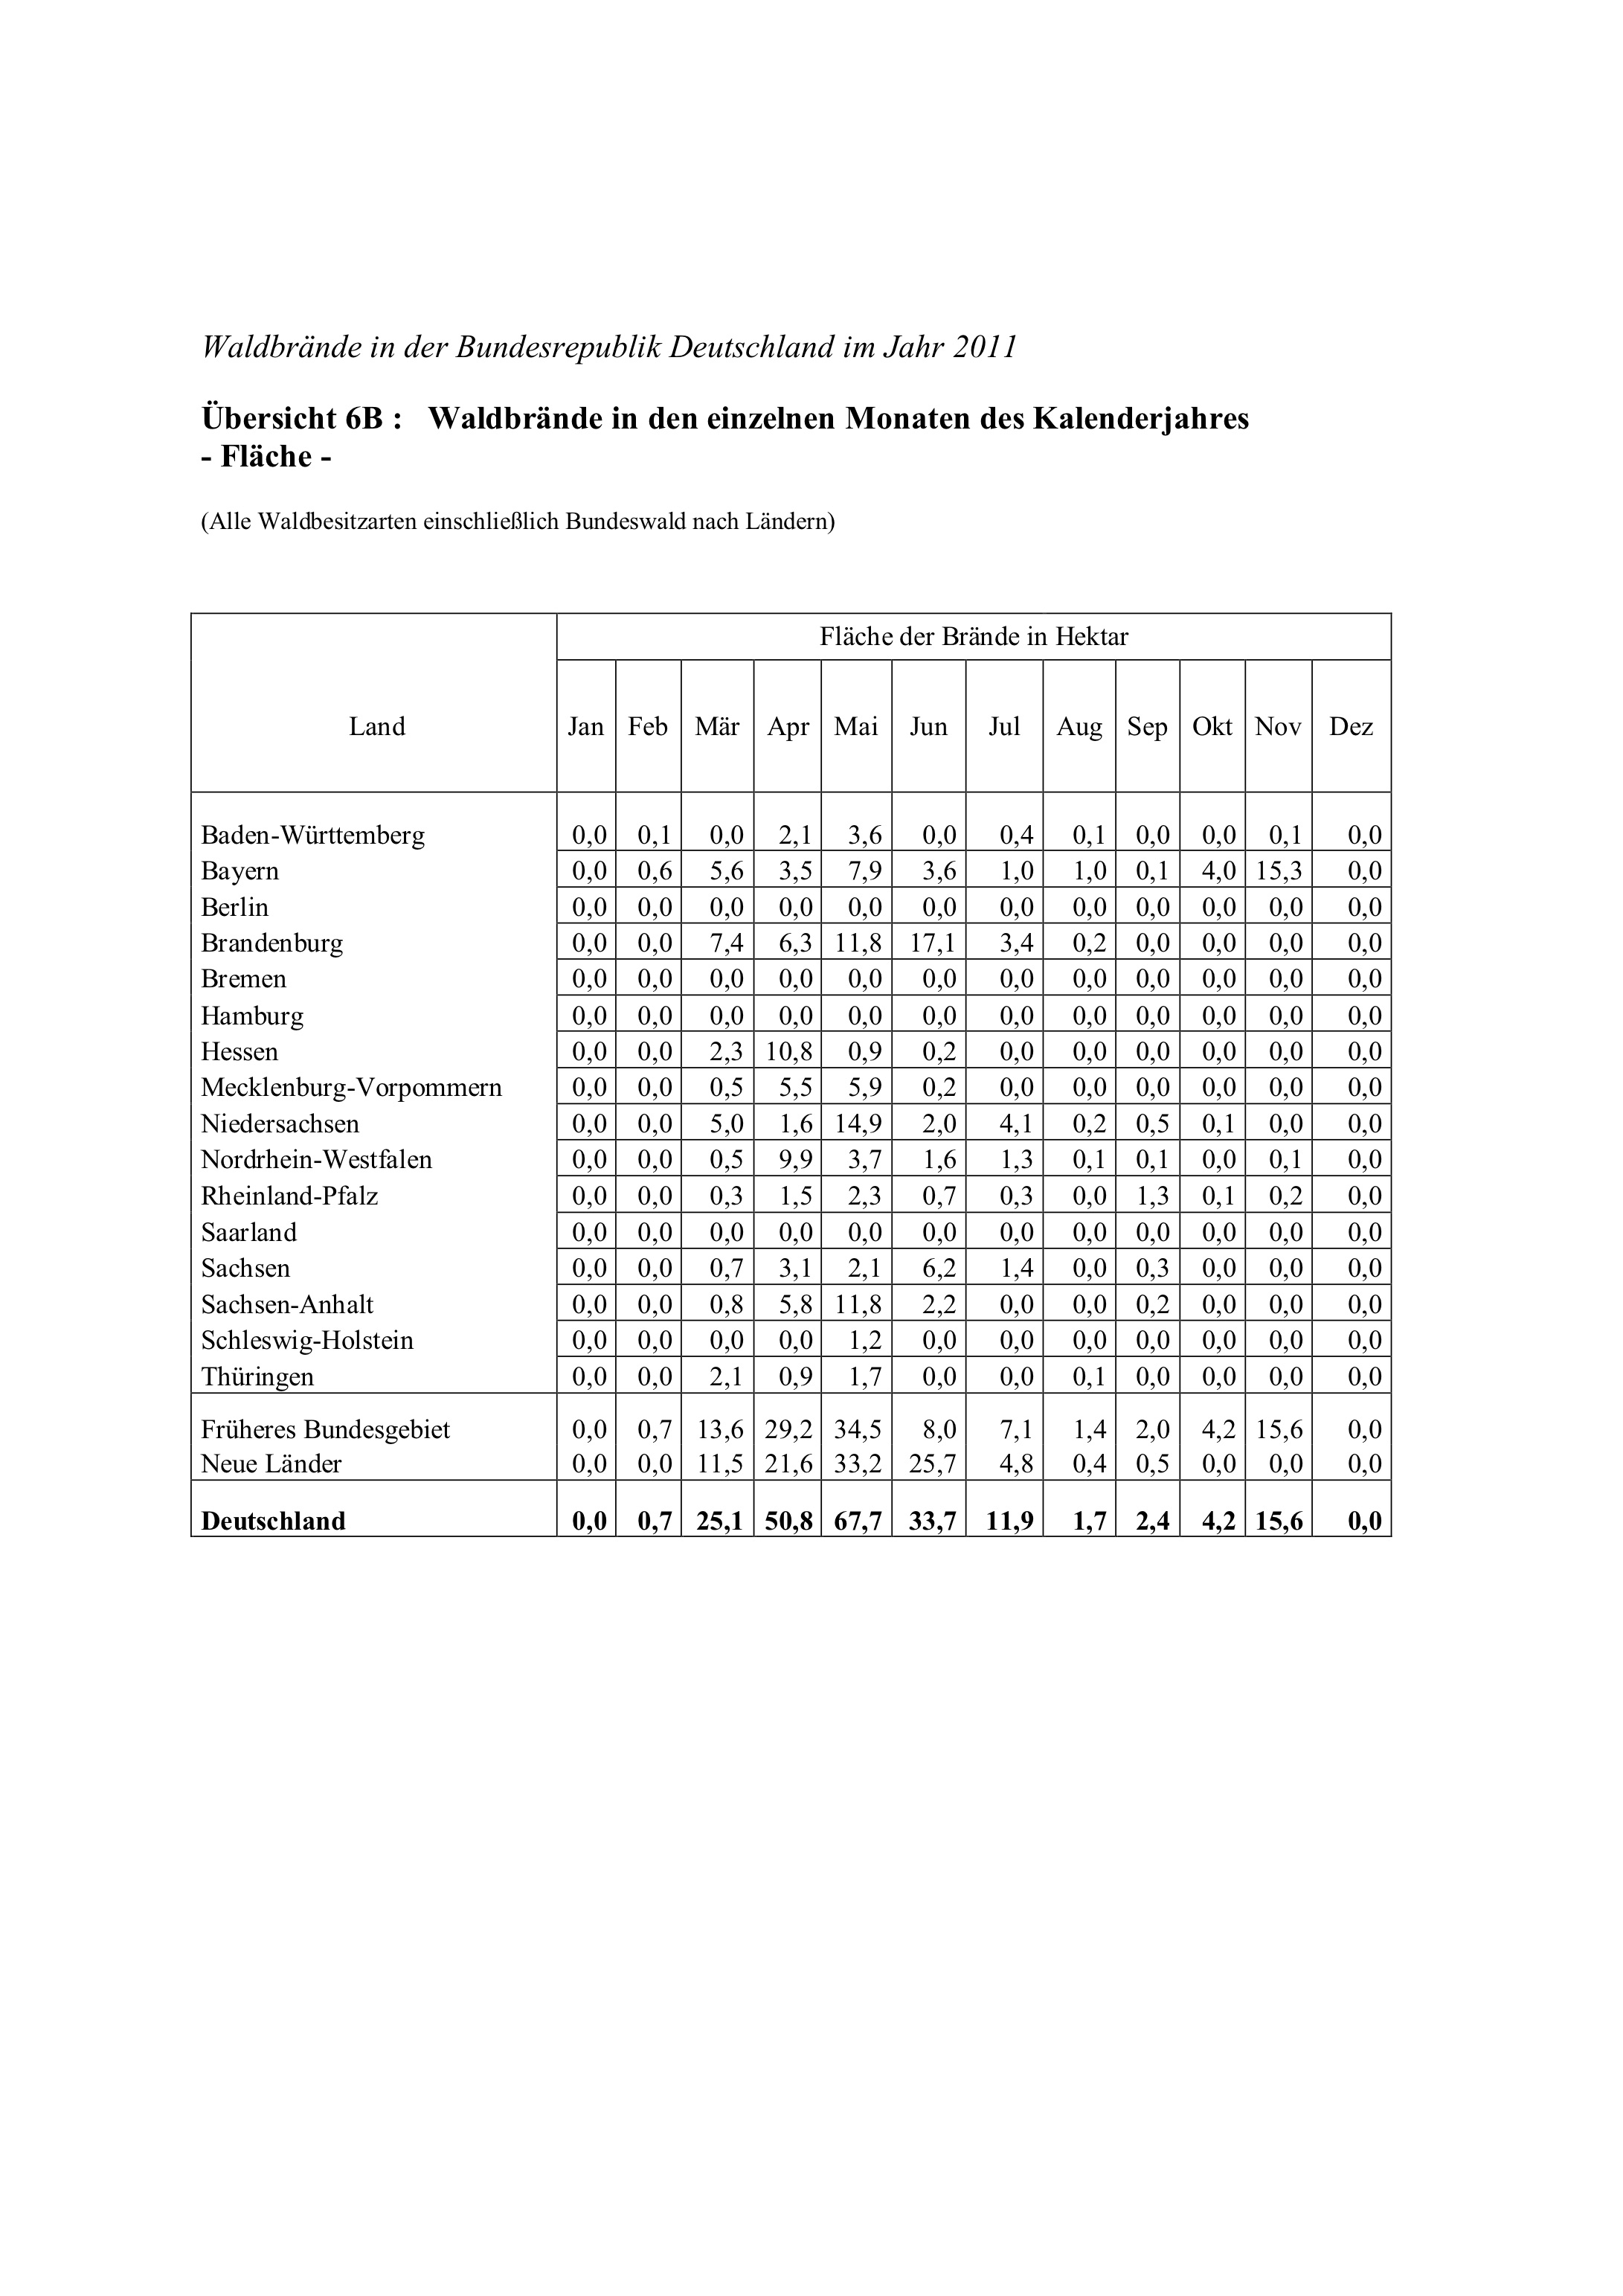 Waldbrände in der Bundesrepublik Deutschland im Jahr 2011
Übersicht 6B : Waldbrände in den einzelnen Monaten des Kalenderjahres
- Fläche -
(Alle Waldbesitzarten einschließlich Bundeswald nach Ländern)
Fläche der Brände in Hektar
Land Jan Feb Mär Apr Mai Jun Jul Aug Sep Okt Nov Dez
Baden-Württemberg 0,0 0,1 0,0 2,1 3,6 0,0 0,4 0,1 0,0 0,0 0,1 0,0
Bayern 0,0 0,6 5,6 3,5 7,9 3,6 1,0 1,0 0,1 4,0 15,3 0,0
Berlin 0,0 0,0 0,0 0,0 0,0 0,0 0,0 0,0 0,0 0,0 0,0 0,0
Brandenburg 0,0 0,0 7,4 6,3 11,8 17,1 3,4 0,2 0,0 0,0 0,0 0,0
Bremen 0,0 0,0 0,0 0,0 0,0 0,0 0,0 0,0 0,0 0,0 0,0 0,0
Hamburg 0,0 0,0 0,0 0,0 0,0 0,0 0,0 0,0 0,0 0,0 0,0 0,0
Hessen 0,0 0,0 2,3 10,8 0,9 0,2 0,0 0,0 0,0 0,0 0,0 0,0
Mecklenburg-Vorpommern 0,0 0,0 0,5 5,5 5,9 0,2 0,0 0,0 0,0 0,0 0,0 0,0
Niedersachsen 0,0 0,0 5,0 1,6 14,9 2,0 4,1 0,2 0,5 0,1 0,0 0,0
Nordrhein-Westfalen 0,0 0,0 0,5 9,9 3,7 1,6 1,3 0,1 0,1 0,0 0,1 0,0
Rheinland-Pfalz 0,0 0,0 0,3 1,5 2,3 0,7 0,3 0,0 1,3 0,1 0,2 0,0
Saarland 0,0 0,0 0,0 0,0 0,0 0,0 0,0 0,0 0,0 0,0 0,0 0,0
Sachsen 0,0 0,0 0,7 3,1 2,1 6,2 1,4 0,0 0,3 0,0 0,0 0,0
Sachsen-Anhalt 0,0 0,0 0,8 5,8 11,8 2,2 0,0 0,0 0,2 0,0 0,0 0,0
Schleswig-Holstein 0,0 0,0 0,0 0,0 1,2 0,0 0,0 0,0 0,0 0,0 0,0 0,0
Thüringen 0,0 0,0 2,1 0,9 1,7 0,0 0,0 0,1 0,0 0,0 0,0 0,0
Früheres Bundesgebiet 0,0 0,7 13,6 29,2 34,5 8,0 7,1 1,4 2,0 4,2 15,6 0,0
Neue Länder 0,0 0,0 11,5 21,6 33,2 25,7 4,8 0,4 0,5 0,0 0,0 0,0
Deutschland 0,0 0,7 25,1 50,8 67,7 33,7 11,9 1,7 2,4 4,2 15,6 0,0